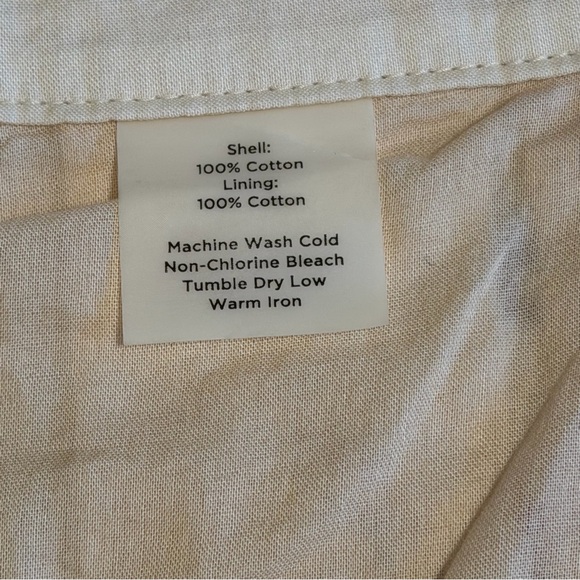 Shell:
100% Cotton
Lining:
100% Cotton
Machine Wash Cold
Non-Chlorine Bleach
Tumble Dry Low
Warm Iron